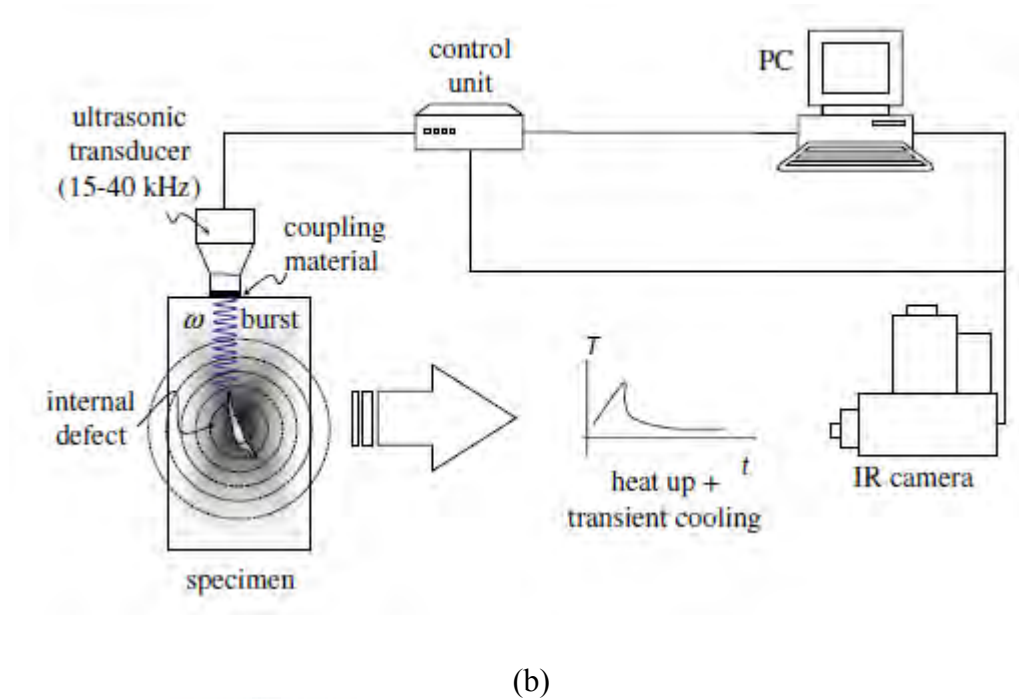 control
unit
PC
ultrasonic
transducer
(15-40 kHz)
coupling
material
ω burst
internal
defect
T
t
heat up +
transient cooling
IR camera
specimen
(b)